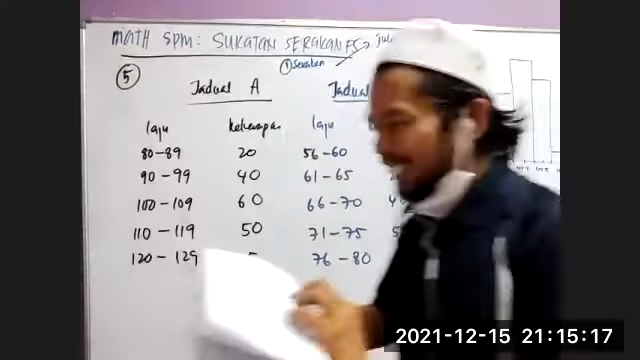 math SPM: SUKATAN SERAKAN
① Serakan
⑤
Jadual A Jadual
laju kekerapan laju
80-89 20 56-60
90-99 40 61-65
100-109 60 66-70
110-119 50 71-75
120-129 76-80
2021-12-15 21:15:17